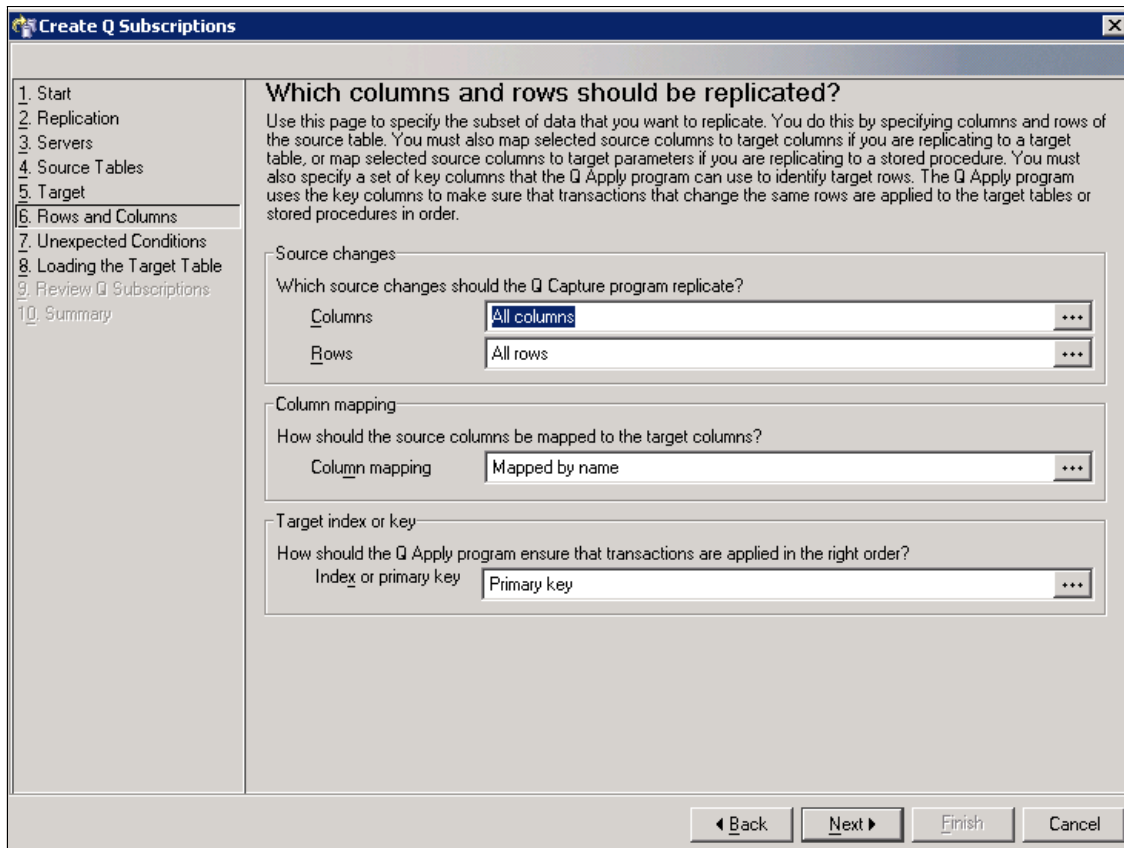 Create Q Subscriptions
1. Start
2. Replication
3. Servers
4. Source Tables
5. Target
6. Rows and Columns
7. Unexpected Conditions
8. Loading the Target Table
9. Review Q Subscriptions
10. Summary
Which columns and rows should be replicated?
Use this page to specify the subset of data that you want to replicate. You do this by specifying columns and rows of
the source table. You must also map selected source columns to target columns if you are replicating to a target
table, or map selected source columns to target parameters if you are replicating to a stored procedure. You must
also specify a set of key columns that the Q Apply program can use to identify target rows. The Q Apply program
uses the key columns to make sure that transactions that change the same rows are applied to the target tables or
stored procedures in order.
Source changes
Which source changes should the Q Capture program replicate?
Columns All columns ...
Rows All rows ...
Column mapping
How should the source columns be mapped to the target columns?
Column mapping Mapped by name ...
Target index or key
How should the Q Apply program ensure that transactions are applied in the right order?
Index or primary key Primary key ...
Back Next Finish Cancel